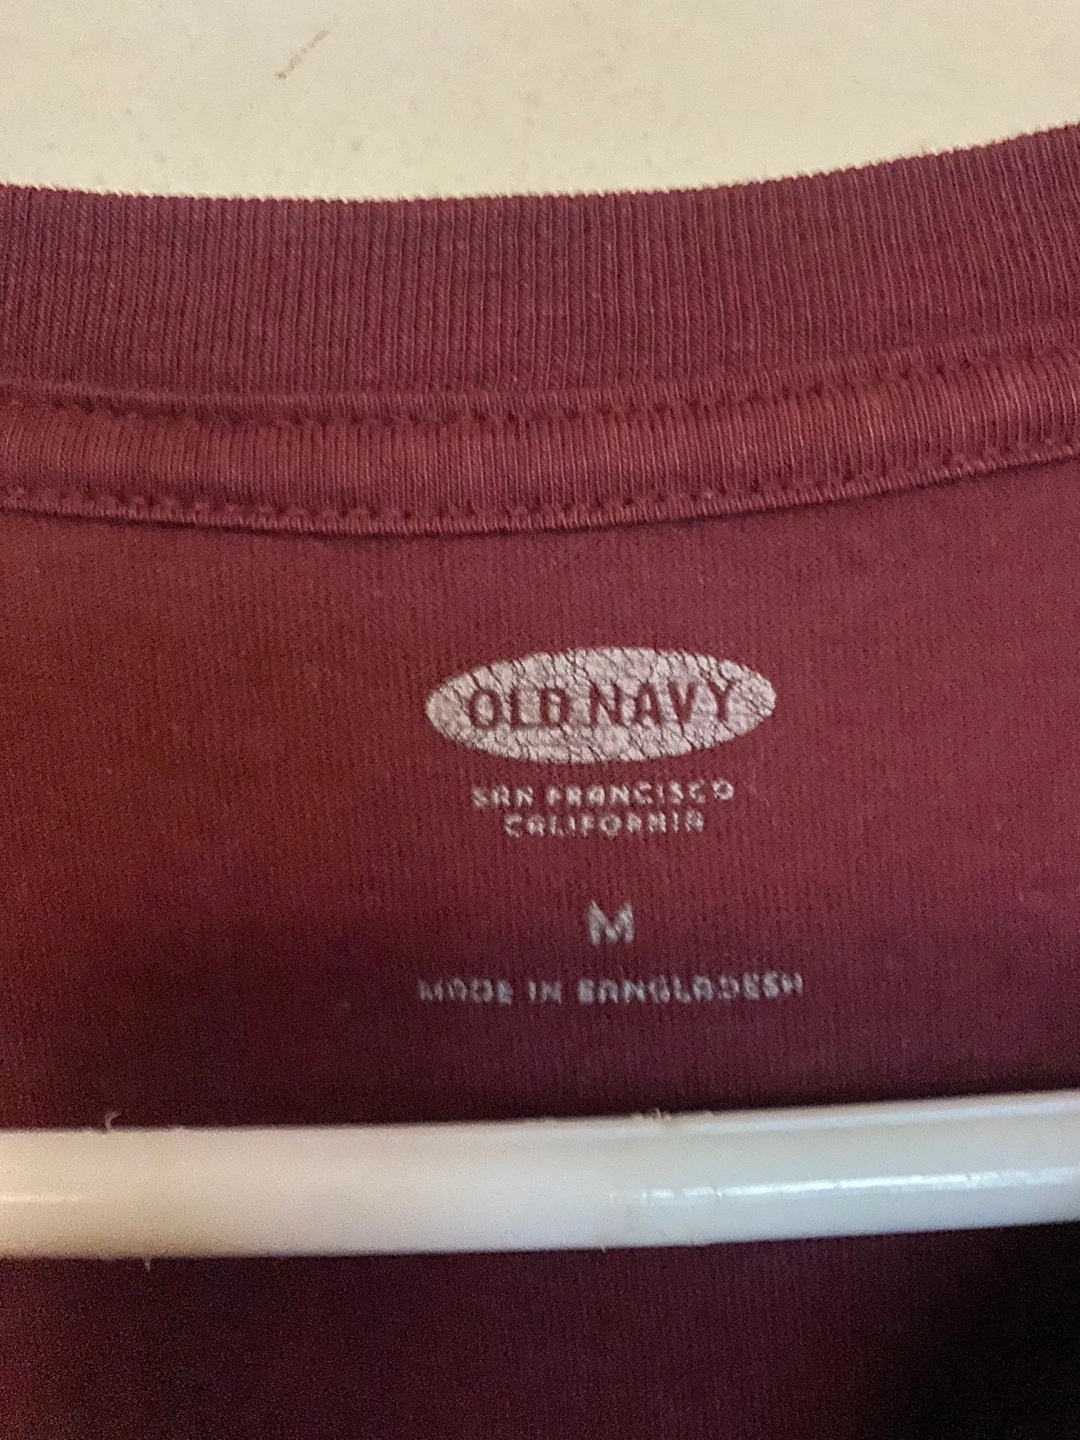 OLD NAVY
SAN FRANCISCO
CALIFORNIA
M
MADE IN BANGLADESH